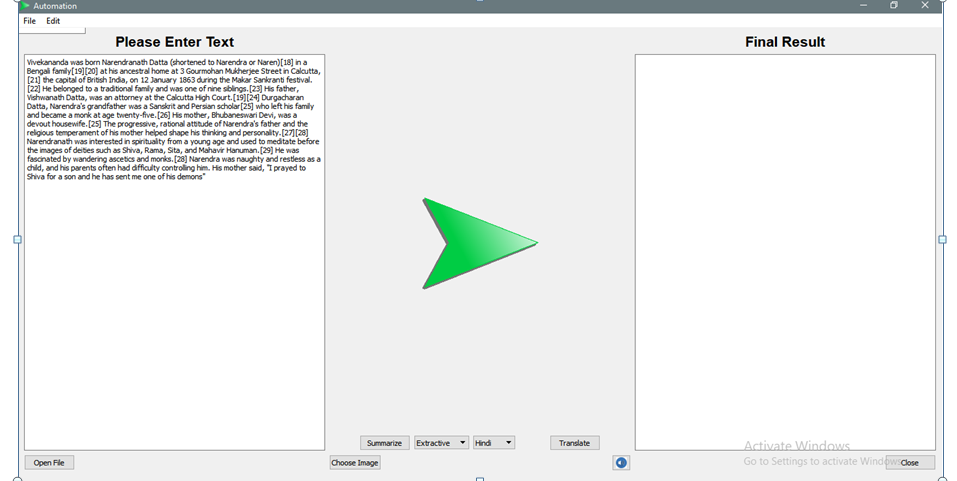 Automation
File Edit
Please Enter Text
Final Result
Vivekananda was born Narendranath Datta (shortened to Narendra or Naren)[18] in a
Bengali family[19][20] at his ancestral home at 3 Gourmohan Mukherjee Street in Calcutta,
[21] the capital of British India, on 12 January 1863 during the Makar Sankranti festival.
[22] He belonged to a traditional family and was one of nine siblings.[23] His father,
Vishwanath Datta, was an attorney at the Calcutta High Court.[19][24] Durgacharan
Datta, Narendra's grandfather was a Sanskrit and Persian scholar[25] who left his family
and became a monk at age twenty-five.[26] His mother, Bhubaneswari Devi, was a
devout housewife.[25] The progressive, rational attitude of Narendra's father and the
religious temperament of his mother helped shape his thinking and personality.[27][28]
Narendranath was interested in spirituality from a young age and used to meditate before
the images of deities such as Shiva, Rama, Sita, and Mahavir Hanuman.[29] He was
fascinated by wandering ascetics and monks.[28] Narendra was naughty and restless as a
child, and his parents often had difficulty controlling him. His mother said, "I prayed to
Shiva for a son and he has sent me one of his demons"
Summarize Extractive Hindi Translate
Activate Windows
Go to Settings to activate Windows.
Open File Choose Image Close